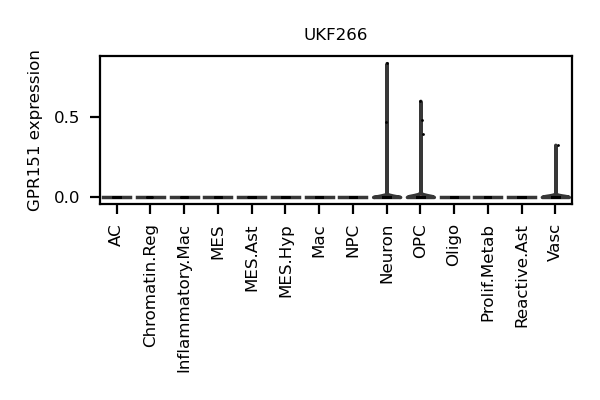 UKF266
GPR151 expression
0.5
0.0
AC
Chromatin.Reg
Inflammatory.Mac
MES
MES.Ast
MES.Hyp
Mac
NPC
Neuron
OPC
Oligo
Prolif.Metab
Reactive.Ast
Vasc